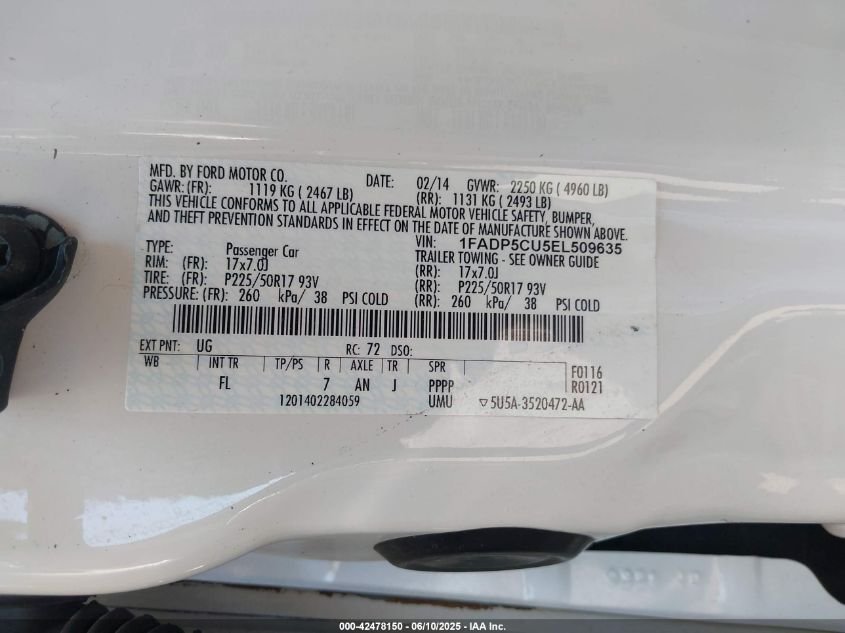 MFD. BY FORD MOTOR CO. DATE: 02/14 GVWR: 2250 KG ( 4960 LB)
GAWR: (FR): 1119 KG ( 2467 LB) (RR): 1131 KG ( 2493 LB)
THIS VEHICLE CONFORMS TO ALL APPLICABLE FEDERAL MOTOR VEHICLE SAFETY, BUMPER,
AND THEFT PREVENTION STANDARDS IN EFFECT ON THE DATE OF MANUFACTURE SHOWN ABOVE.
VIN: 1FADP5CU5EL509635
TYPE: Passenger Car TRAILER TOWING - SEE OWNER GUIDE
RIM: (FR): 17x7.0J (RR): 17x7.0J
TIRE: (FR): P225/50R17 93V (RR): P225/50R17 93V
PRESSURE: (FR): 260 kPa/ 38 PSI COLD (RR): 260 kPa/ 38 PSI COLD
EXT PNT: UG RC: 72 DSO:
WB INT TR TP/PS R AXLE TR SPR F0116
FL 7 AN J PPPP R0121
1201402284059 UMU ▽5U5A-3520472-AA
000-42478150 - 06/10/2025 - IAA Inc.